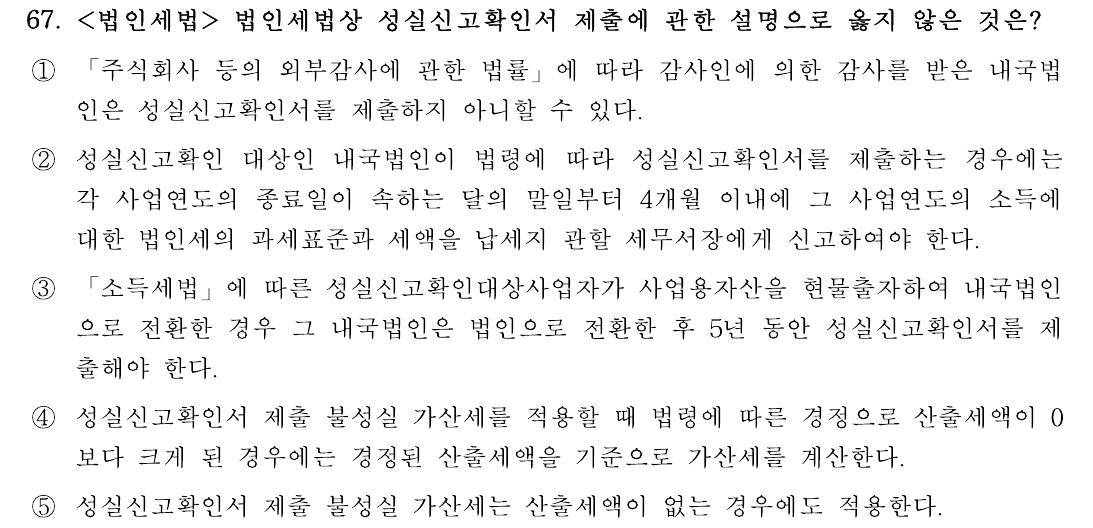 67. <법인세법> 법인세법상 성실신고확인서 제출에 관한 설명으로 옳지 않은 것은?
① 「주식회사 등의 외부감사에 관한 법률」에 따라 감사인에 의한 감사를 받은 내국법
인은 성실신고확인서를 제출하지 아니할 수 있다.
② 성실신고확인 대상인 내국법인이 법령에 따라 성실신고확인서를 제출하는 경우에는
각 사업연도의 종료일이 속하는 달의 말일부터 4개월 이내에 그 사업연도의 소득에
대한 법인세의 과세표준과 세액을 납세지 관할 세무서장에게 신고하여야 한다.
③ 「소득세법」에 따른 성실신고확인대상사업자가 사업용자산을 현물출자하여 내국법인
으로 전환한 경우 그 내국법인은 법인으로 전환한 후 5년 동안 성실신고확인서를 제
출해야 한다.
④ 성실신고확인서 제출 불성실 가산세를 적용할 때 법령에 따른 경정으로 산출세액이 0
보다 크게 된 경우에는 경정된 산출세액을 기준으로 가산세를 계산한다.
⑤ 성실신고확인서 제출 불성실 가산세는 산출세액이 없는 경우에도 적용한다.